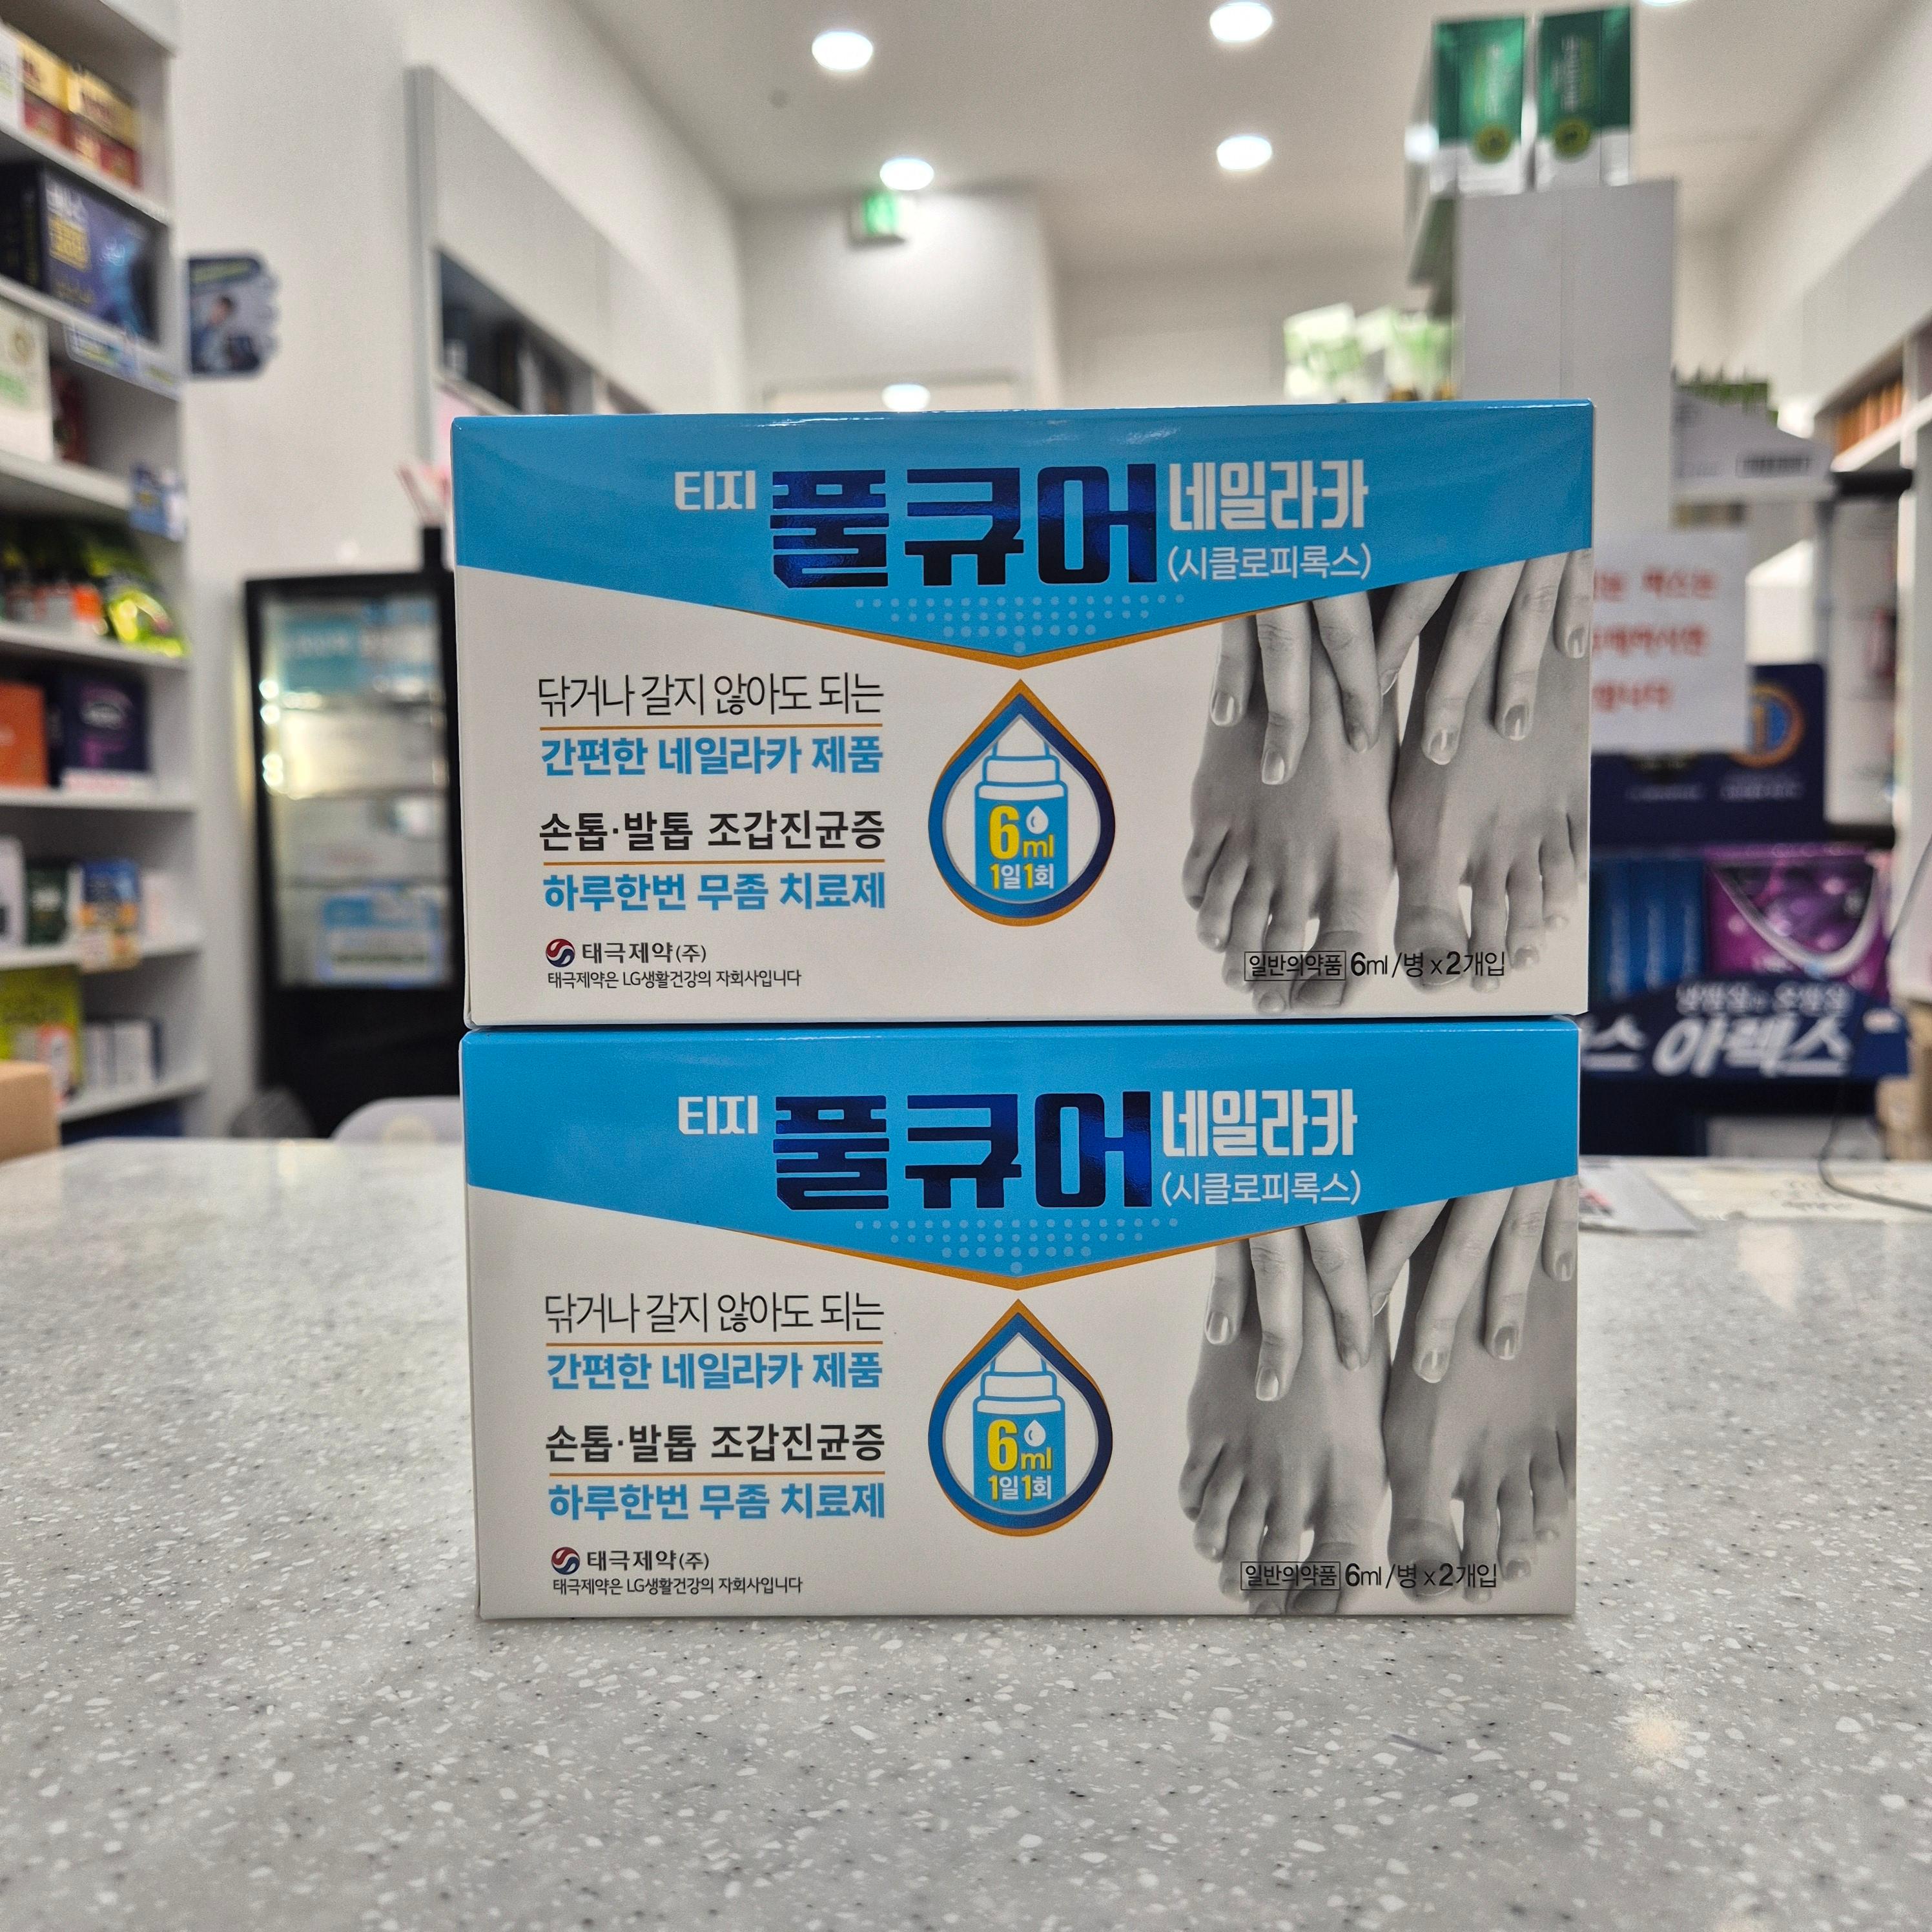 티지 풀큐어 네일라카
(시클로피록스)
닦거나 갈지 않아도 되는
간편한 네일라카 제품
손톱·발톱 조갑진균증
하루한번 무좀 치료제
6ml
1일1회
태극제약(주)
태극제약은 LG생활건강의 자회사입니다
일반의약품 6ml/병 x 2개입
티지 풀큐어 네일라카
(시클로피록스)
닦거나 갈지 않아도 되는
간편한 네일라카 제품
손톱·발톱 조갑진균증
하루한번 무좀 치료제
6ml
1일1회
태극제약(주)
태극제약은 LG생활건강의 자회사입니다
일반의약품 6ml/병 x 2개입
아렉스